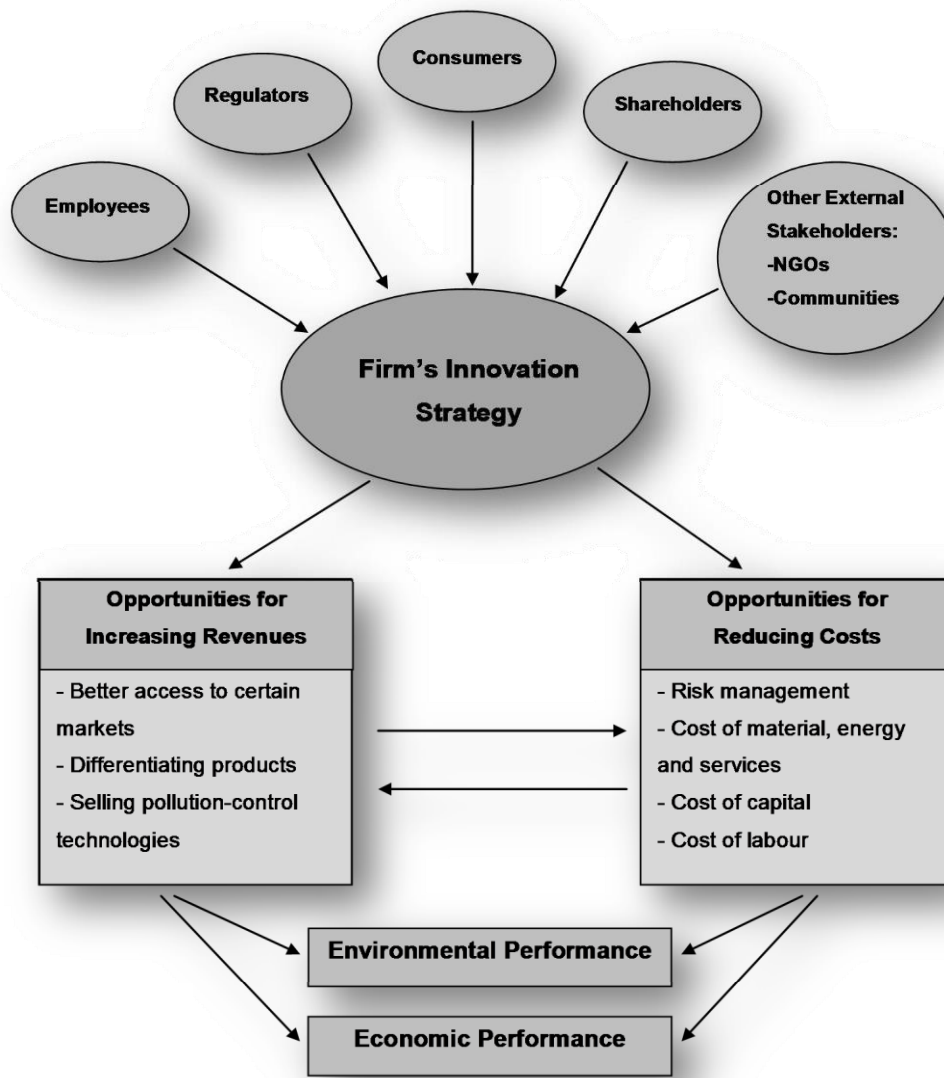 Consumers
Regulators
Shareholders
Employees
Other External
Stakeholders:
-NGOs
-Communities
Firm’s Innovation
Strategy
Opportunities for
Increasing Revenues
- Better access to certain
markets
- Differentiating products
- Selling pollution-control
technologies
Opportunities for
Reducing Costs
- Risk management
- Cost of material, energy
and services
- Cost of capital
- Cost of labour
Environmental Performance
Economic Performance